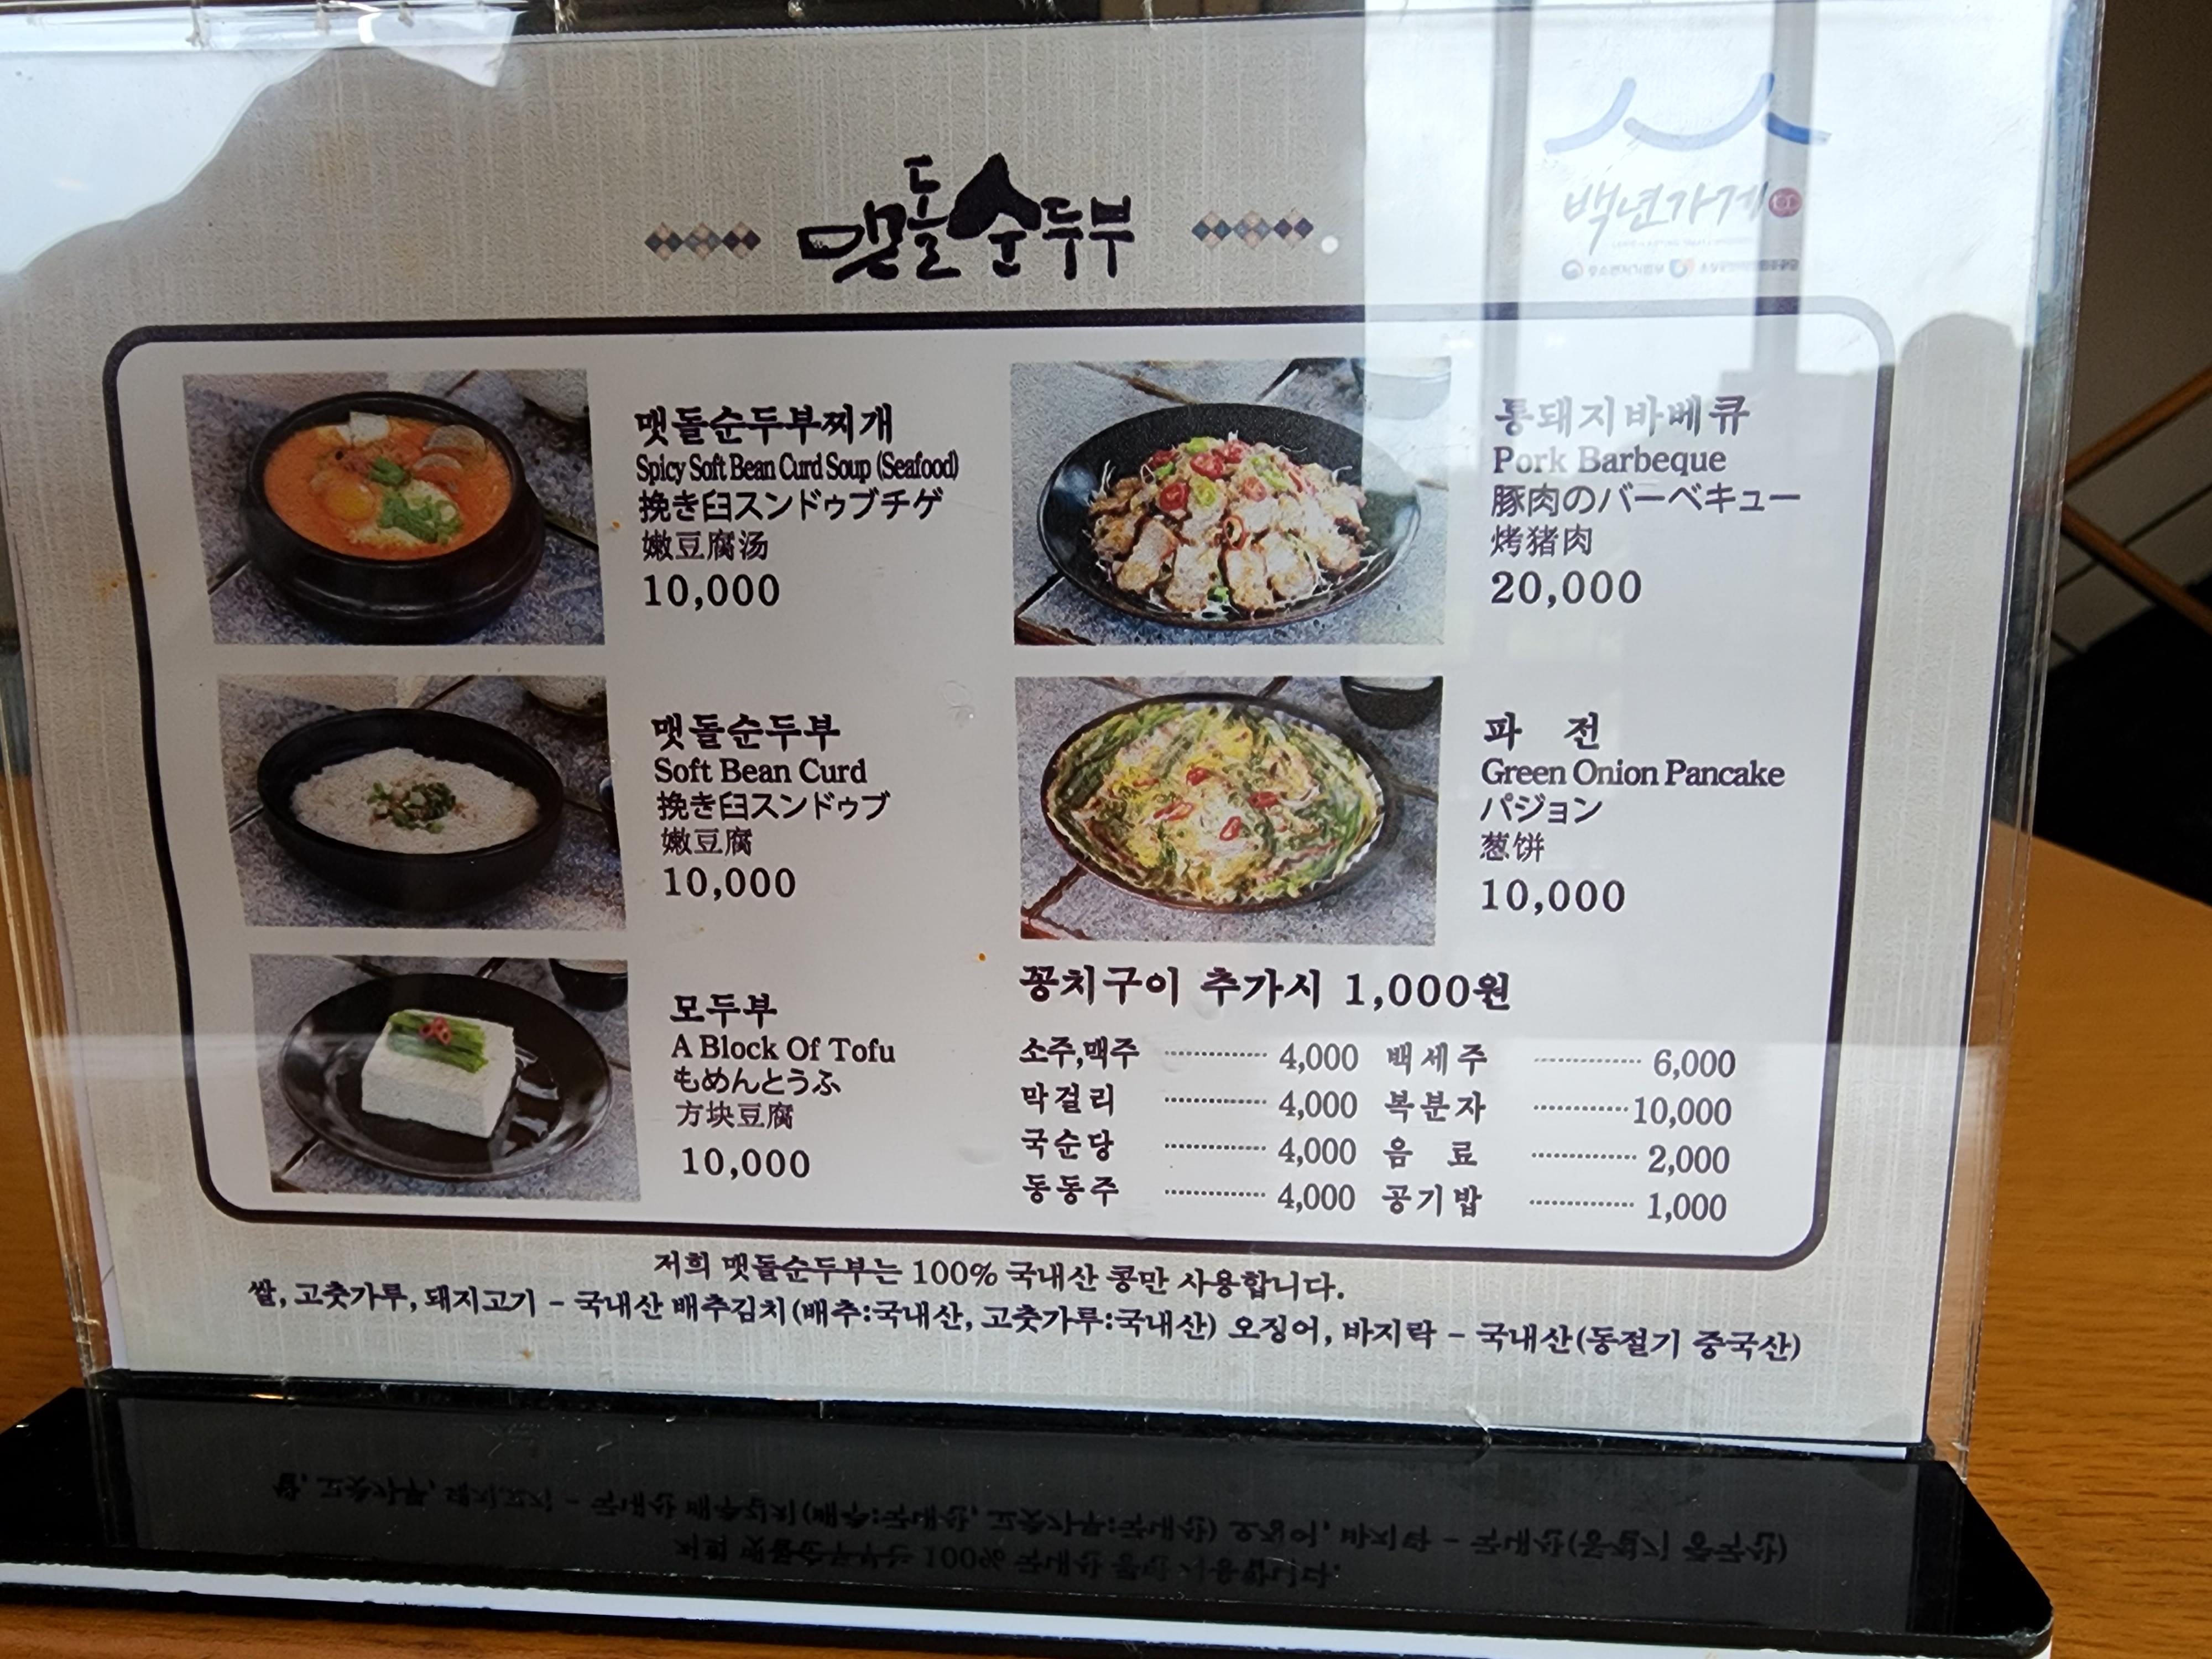 맷돌순두부
백년가게
맷돌순두부찌개
Spicy Soft Bean Curd Soup (Seafood)
挽き臼スンドゥブチゲ
嫩豆腐汤
10,000
맷돌순두부
Soft Bean Curd
挽き臼スンドゥブ
嫩豆腐
10,000
모두부
A Block Of Tofu
もめんとうふ
方块豆腐
10,000
통돼지바베큐
Pork Barbeque
豚肉のバーベキュー
烤猪肉
20,000
파 전
Green Onion Pancake
パジョン
葱饼
10,000
꽁치구이 추가시 1,000원
소주,맥주 ············ 4,000 백세주 ············ 6,000
막걸리 ············ 4,000 복분자 ············ 10,000
국순당 ············ 4,000 음 료 ············ 2,000
동동주 ············ 4,000 공기밥 ············ 1,000
저희 맷돌순두부는 100% 국내산 콩만 사용합니다.
쌀, 고춧가루, 돼지고기 - 국내산 배추김치(배추:국내산, 고춧가루:국내산) 오징어, 바지락 - 국내산(동절기 중국산)